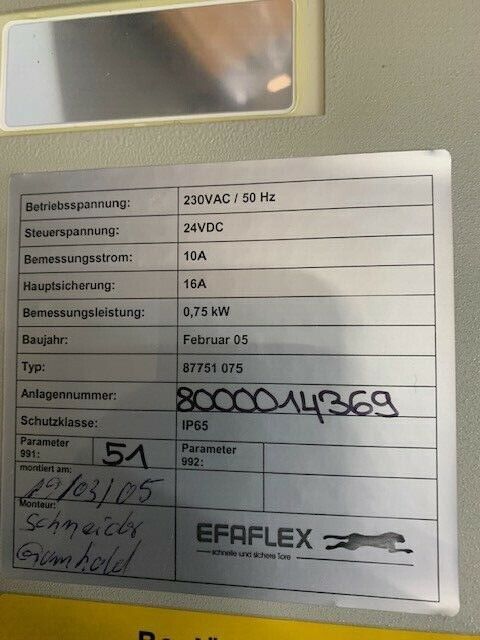 Betriebsspannung: 230VAC / 50 Hz
Steuerspannung: 24VDC
Bemessungsstrom: 10A
Hauptsicherung: 16A
Bemessungsleistung: 0,75 kW
Baujahr: Februar 05
Typ: 87751 075
Anlagennummer: 8000014369
Schutzklasse: IP65
Parameter 991: 51 Parameter 992:
montiert am:
19/03/05
Monteur:
Schneider
EFAFLEX
schnelle und sichere Tore